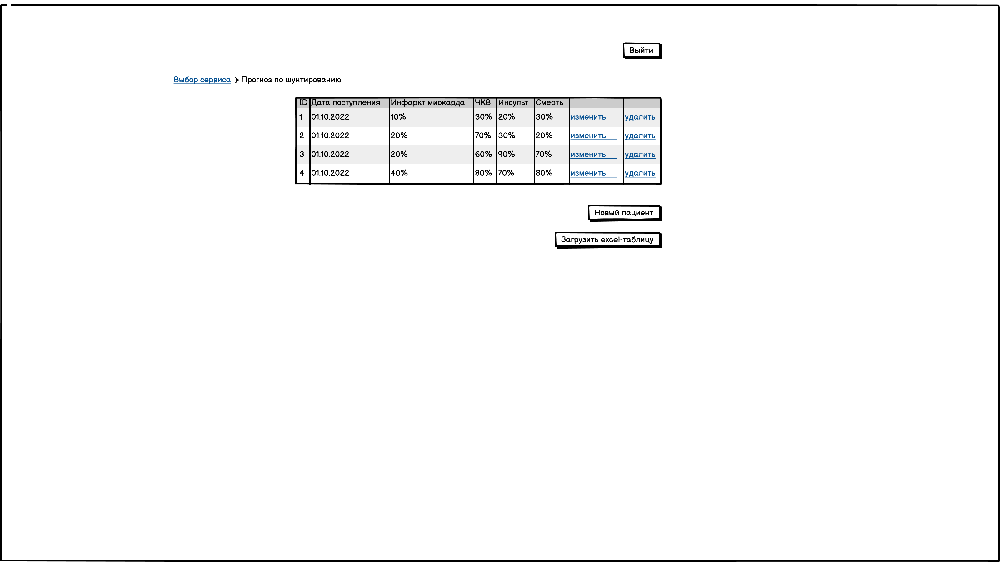 Выйти
Выбор сервиса > Прогноз по шунтированию
ID Дата поступления Инфаркт миокарда ЧКВ Инсульт Смерть
1 01.10.2022 10% 30% 20% 30% изменить удалить
2 01.10.2022 20% 70% 30% 20% изменить удалить
3 01.10.2022 20% 60% 90% 70% изменить удалить
4 01.10.2022 40% 80% 70% 80% изменить удалить
Новый пациент
Загрузить excel-таблицу